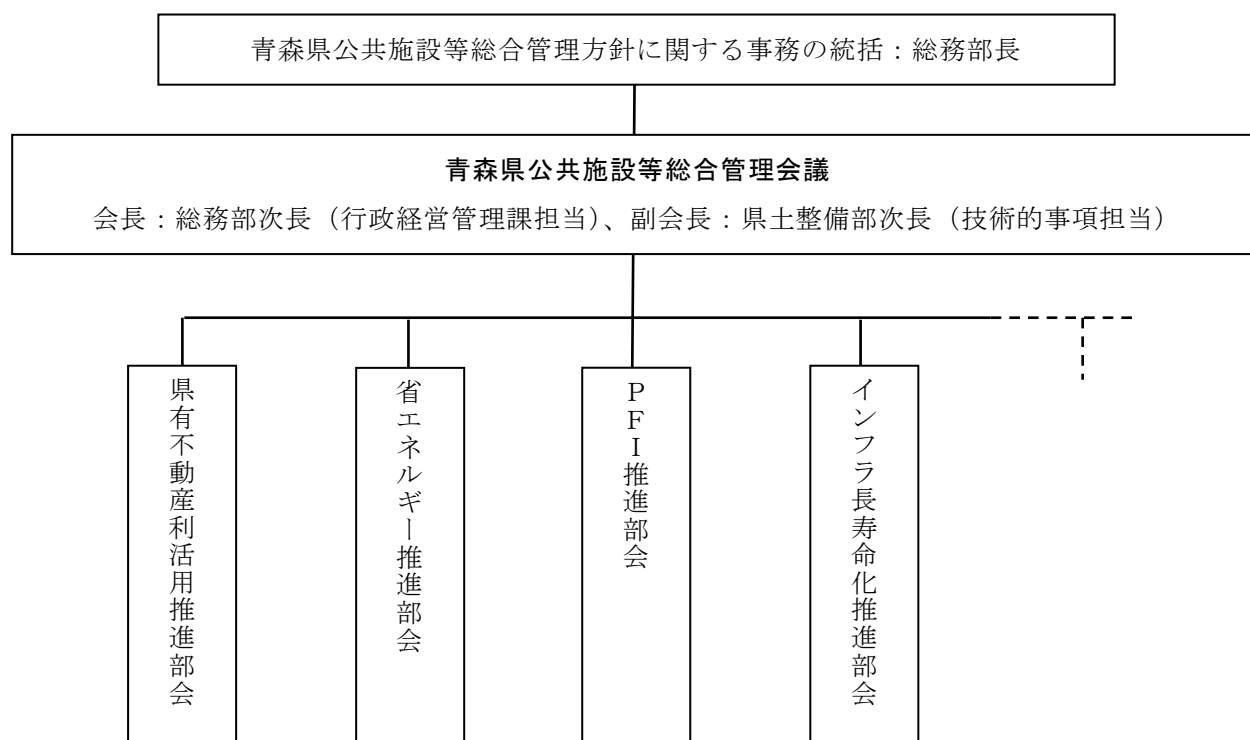 青森県公共施設等総合管理方針に関する事務の統括：総務部長
青森県公共施設等総合管理会議
会長：総務部次長（行政経営管理課担当）、副会長：県土整備部次長（技術的事項担当）
県有不動産利活用推進部会
省エネルギー推進部会
ＰＦＩ推進部会
インフラ長寿命化推進部会